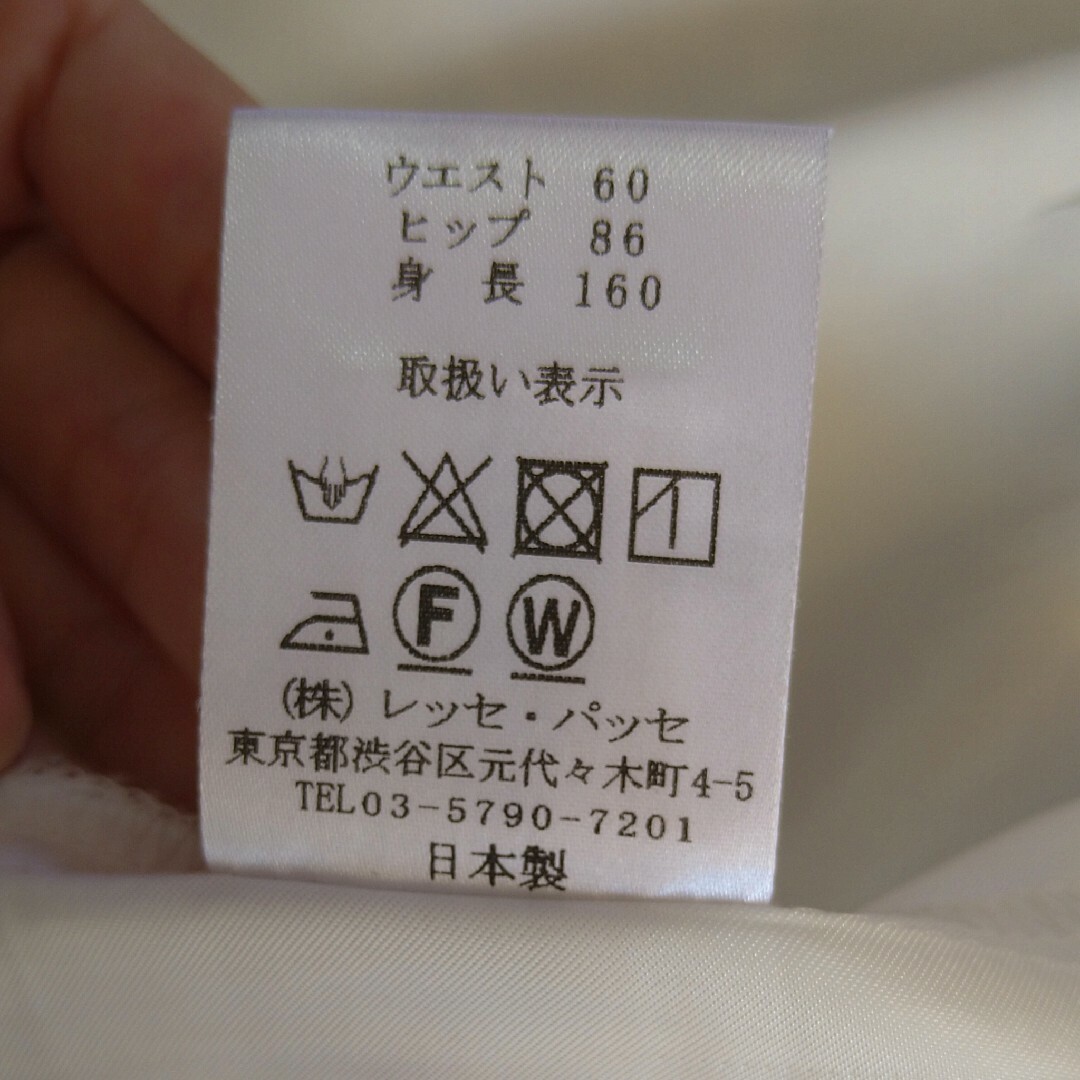 ウエスト 60
ヒップ 86
身 長 160
取扱い表示
F W
(株) レッセ・パッセ
東京都渋谷区元代々木町4-5
TEL03-5790-7201
日本製